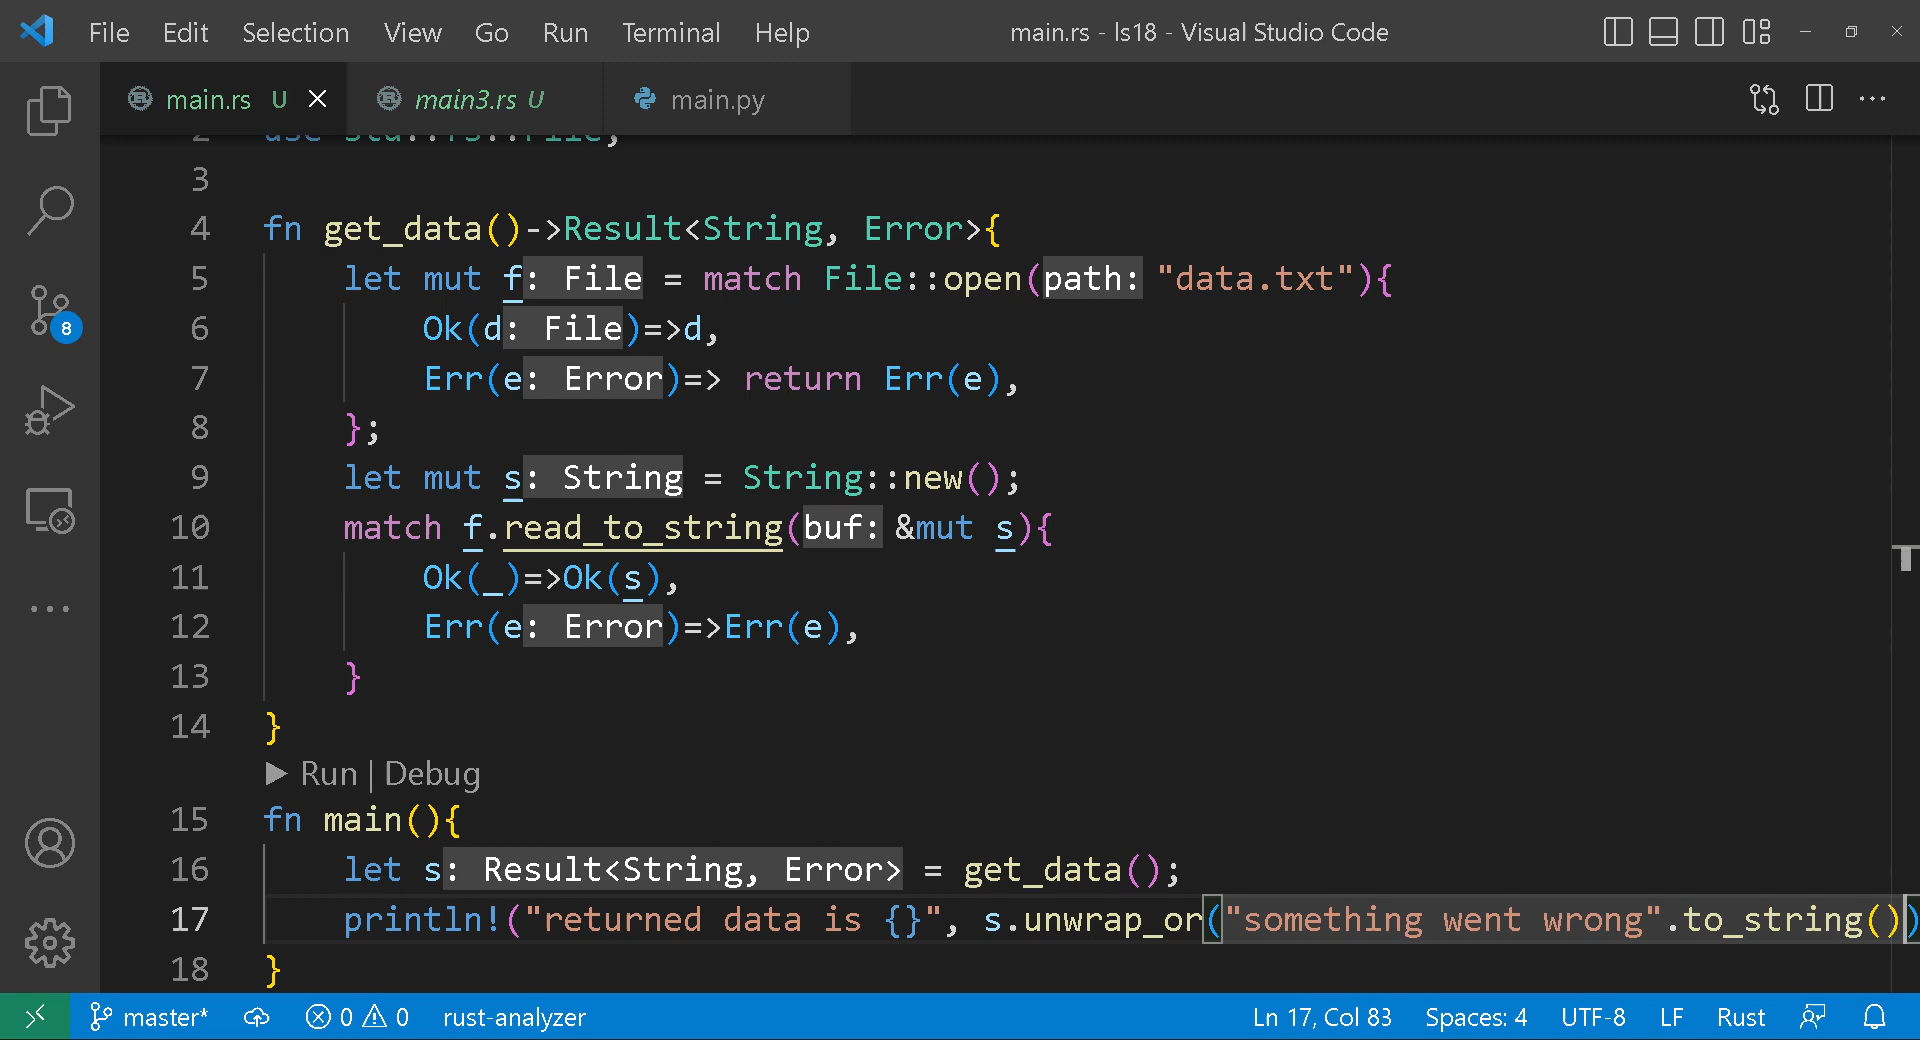 File Edit Selection View Go Run Terminal Help main.rs - ls18 - Visual Studio Code
main.rs U main3.rs U main.py
2 use std::fs::File;
3
4 fn get_data()->Result<String, Error>{
5 let mut f: File = match File::open(path: "data.txt"){
6 Ok(d: File)=>d,
7 Err(e: Error)=> return Err(e),
8 };
9 let mut s: String = String::new();
10 match f.read_to_string(buf: &mut s){
11 Ok(_)=>Ok(s),
12 Err(e: Error)=>Err(e),
13 }
14 }
Run | Debug
15 fn main(){
16 let s: Result<String, Error> = get_data();
17 println!("returned data is {}", s.unwrap_or("something went wrong".to_string())
18 }
8
master* 0 0 rust-analyzer Ln 17, Col 83 Spaces: 4 UTF-8 LF Rust